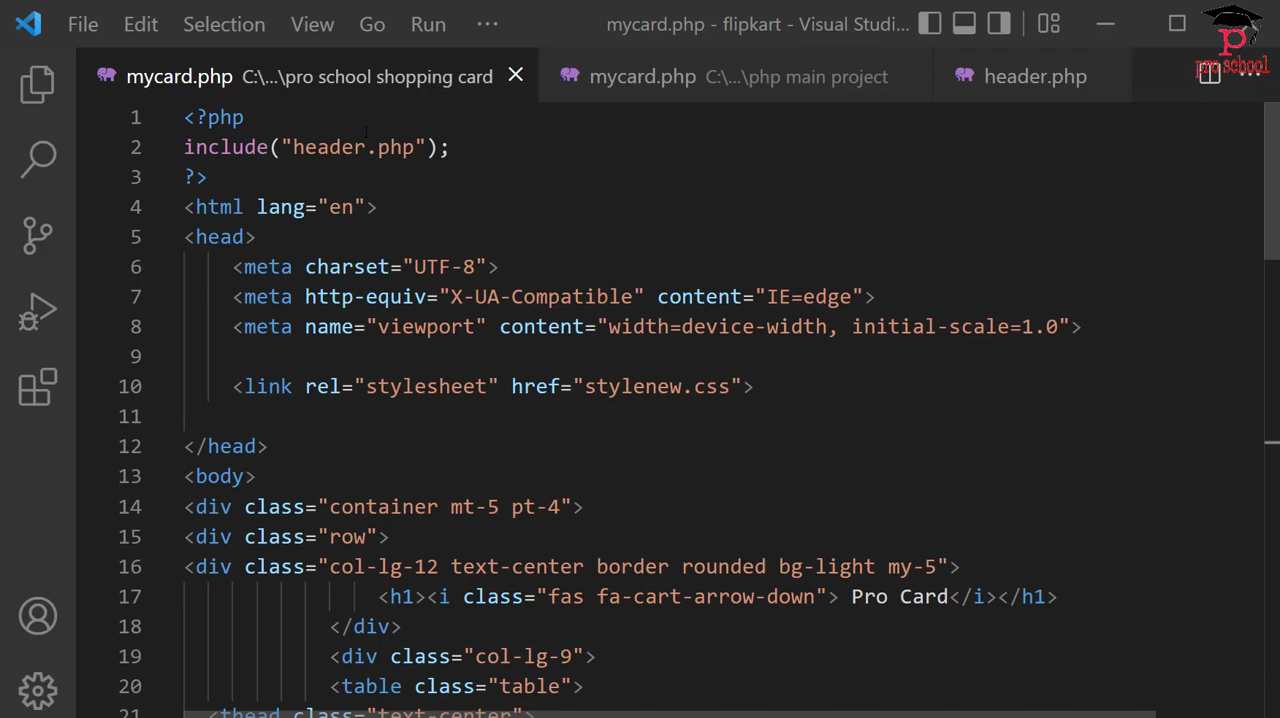 File Edit Selection View Go Run ··· mycard.php - flipkart - Visual Studi...
p
pro school
mycard.php C:\...\pro school shopping card mycard.php C:\...\php main project header.php
1 <?php
2 include("header.php");
3 ?>
4 <html lang="en">
5 <head>
6 <meta charset="UTF-8">
7 <meta http-equiv="X-UA-Compatible" content="IE=edge">
8 <meta name="viewport" content="width=device-width, initial-scale=1.0">
9
10 <link rel="stylesheet" href="stylenew.css">
11
12 </head>
13 <body>
14 <div class="container mt-5 pt-4">
15 <div class="row">
16 <div class="col-lg-12 text-center border rounded bg-light my-5">
17 <h1><i class="fas fa-cart-arrow-down"> Pro Card</i></h1>
18 </div>
19 <div class="col-lg-9">
20 <table class="table">
21 <thead class="text-center">